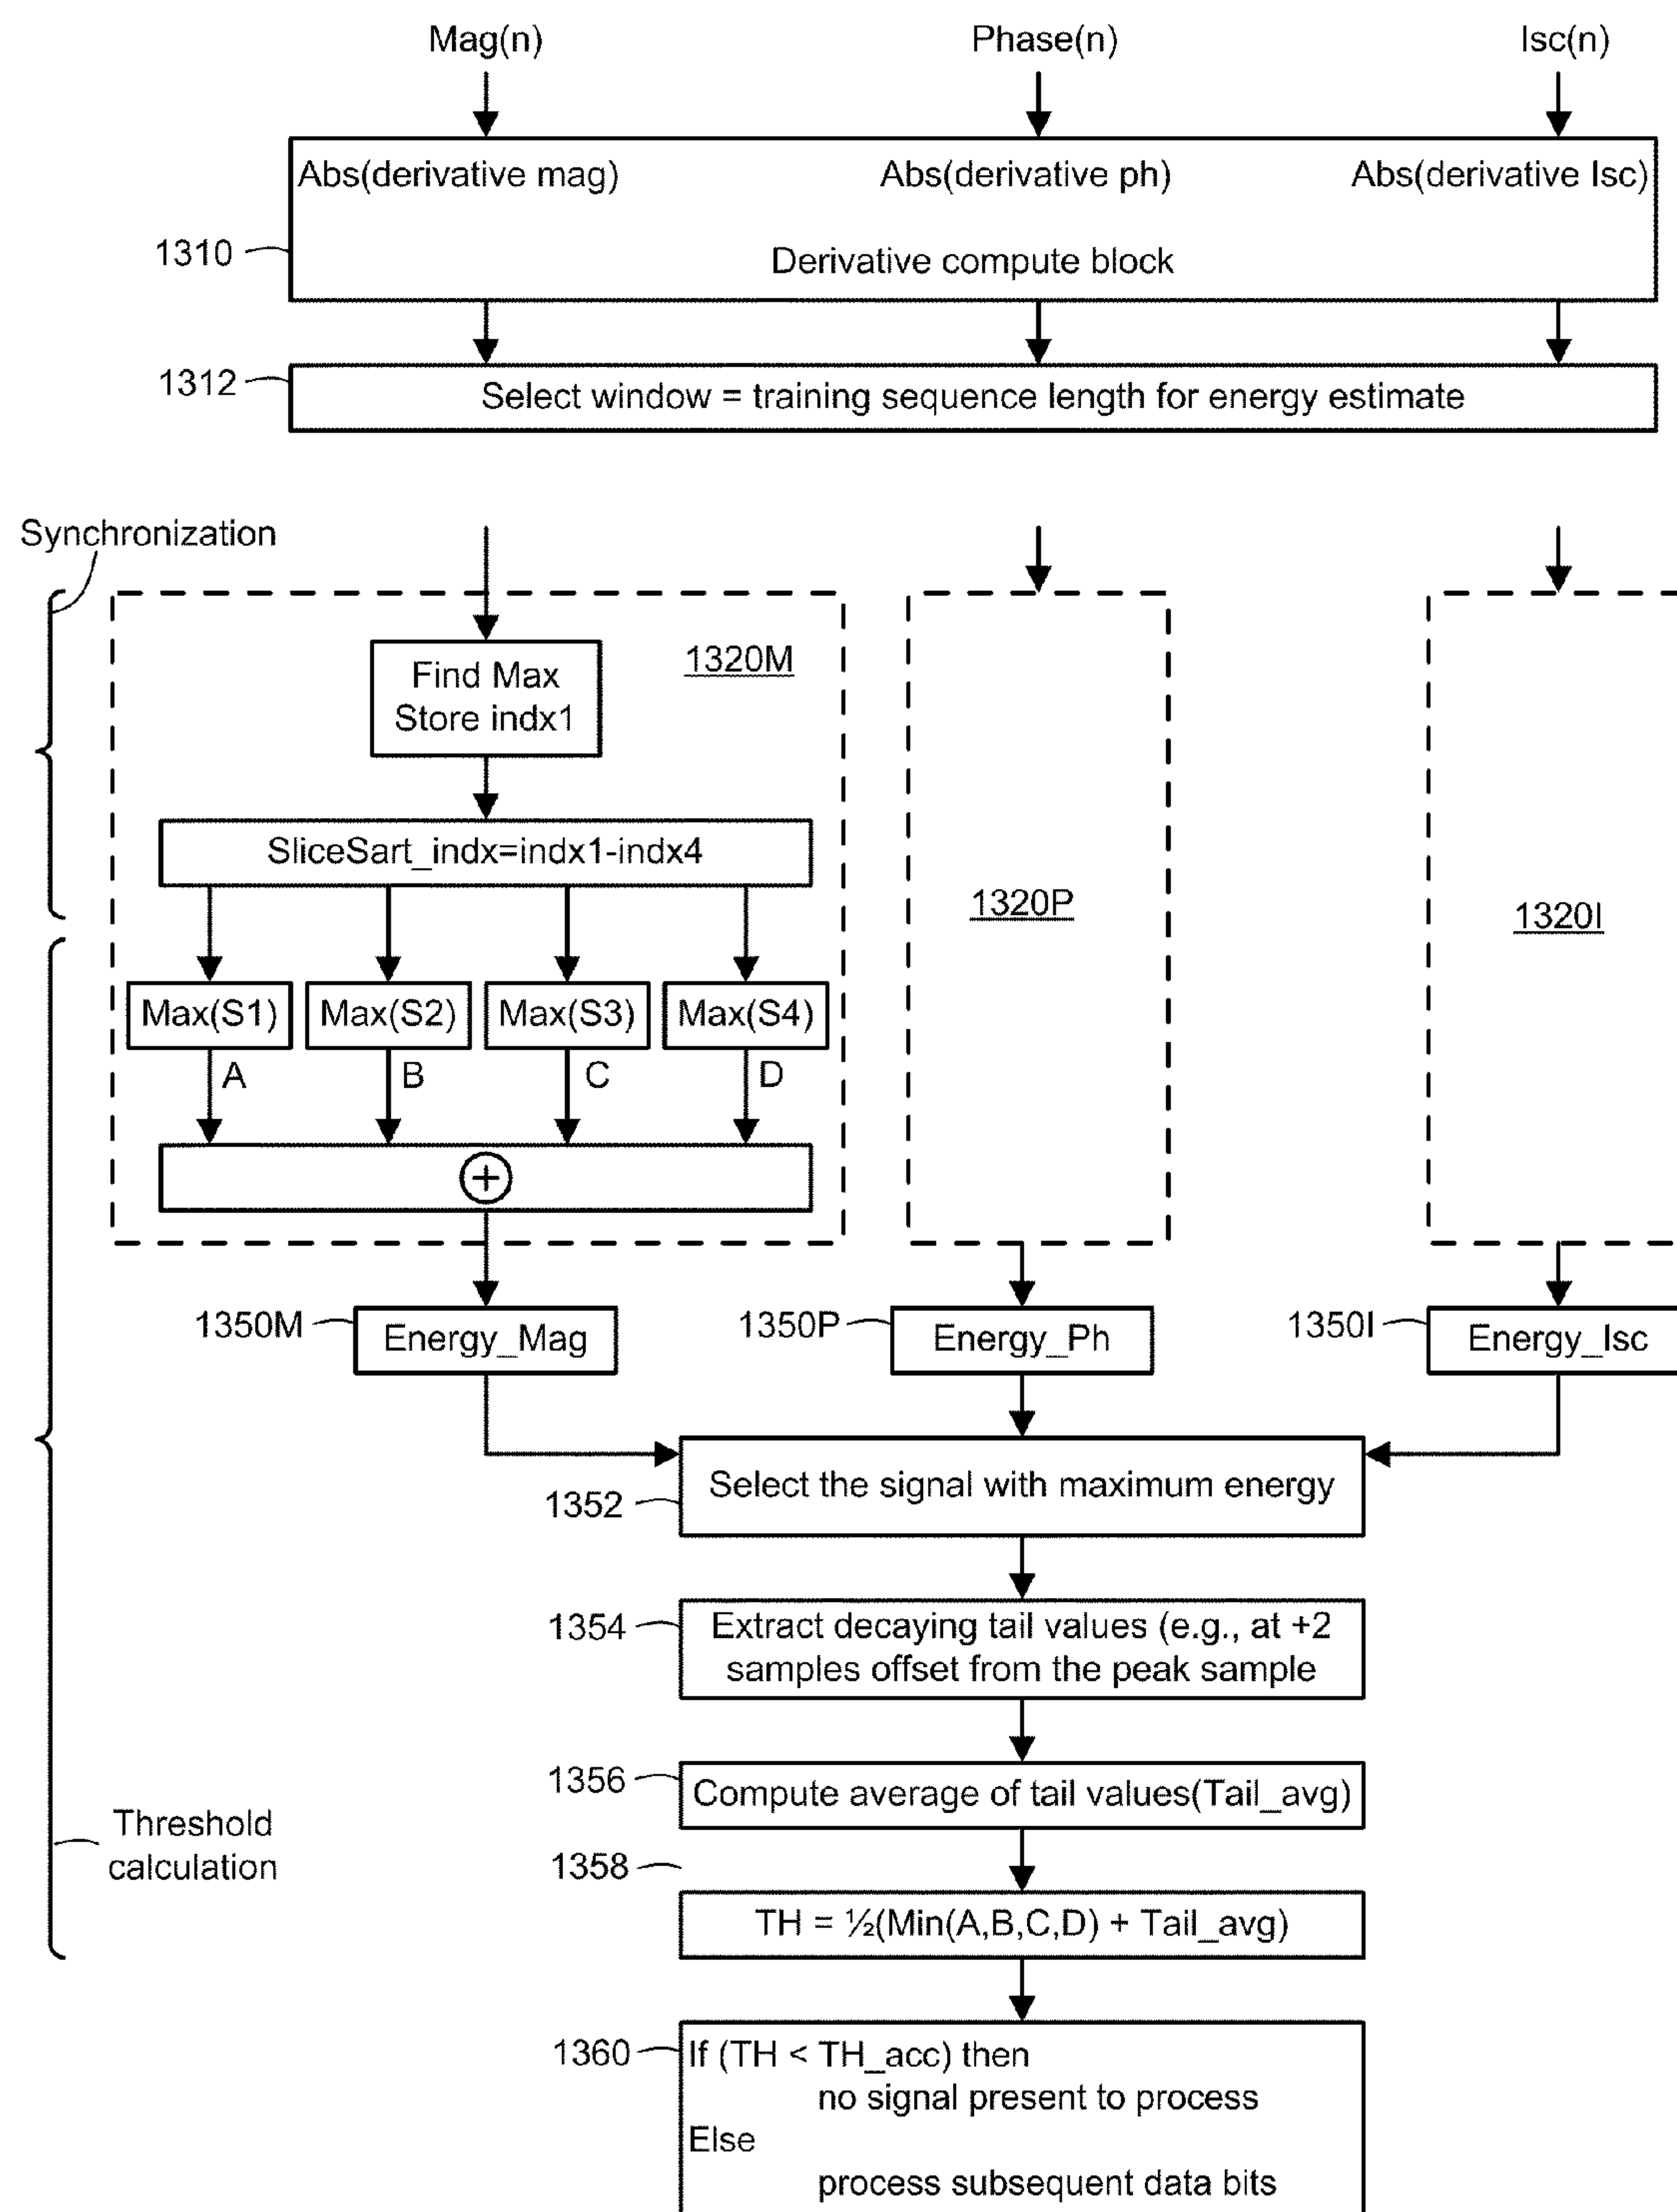 Mag(n) Phase(n) Isc(n)
Abs(derivative mag) Abs(derivative ph) Abs(derivative Isc)
1310
Derivative compute block
1312
Select window = training sequence length for energy estimate
Synchronization
1320M
Find Max
Store indx1
SliceSart_indx=indx1-indx4
1320P
1320I
Max(S1) Max(S2) Max(S3) Max(S4)
A B C D
+
1350M Energy_Mag 1350P Energy_Ph 1350I Energy_Isc
Select the signal with maximum energy
1352
1354
Extract decaying tail values (e.g., at +2
samples offset from the peak sample
1356
Compute average of tail values(Tail_avg)
Threshold
calculation
1358
TH = ½(Min(A,B,C,D) + Tail_avg)
1360
If (TH < TH_acc) then
no signal present to process
Else
process subsequent data bits